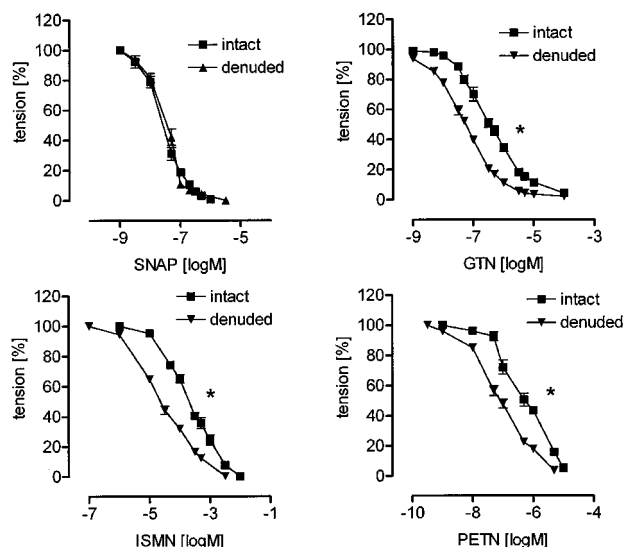 120
100
80
60
40
20
0
tension [%]
intact
denuded
-9
-7
-5
SNAP [logM]
120
100
80
60
40
20
0
tension [%]
intact
denuded
*
-9
-7
-5
-3
GTN [logM]
120
100
80
60
40
20
0
tension [%]
intact
denuded
*
-7
-5
-3
-1
ISMN [logM]
120
100
80
60
40
20
0
tension [%]
intact
denuded
*
-10
-8
-6
-4
PETN [logM]